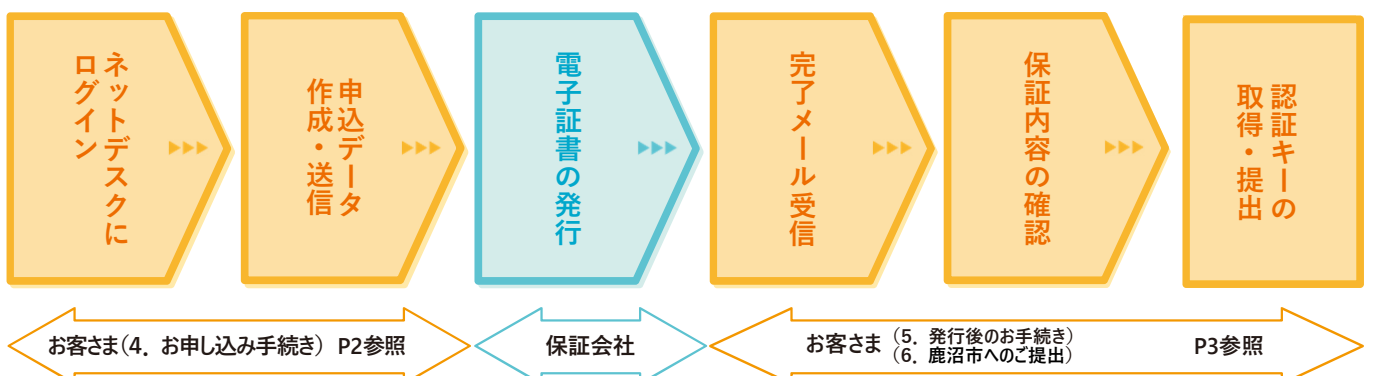 ネットデスクに
ログイン
申込データ
作成・送信
電子証書の発行
完了メール受信
保証内容の確認
認証キーの
取得・提出
お客さま(4．お申し込み手続き) P2参照
保証会社
お客さま
(5．発行後のお手続き)
(6．鹿沼市へのご提出)
P3参照